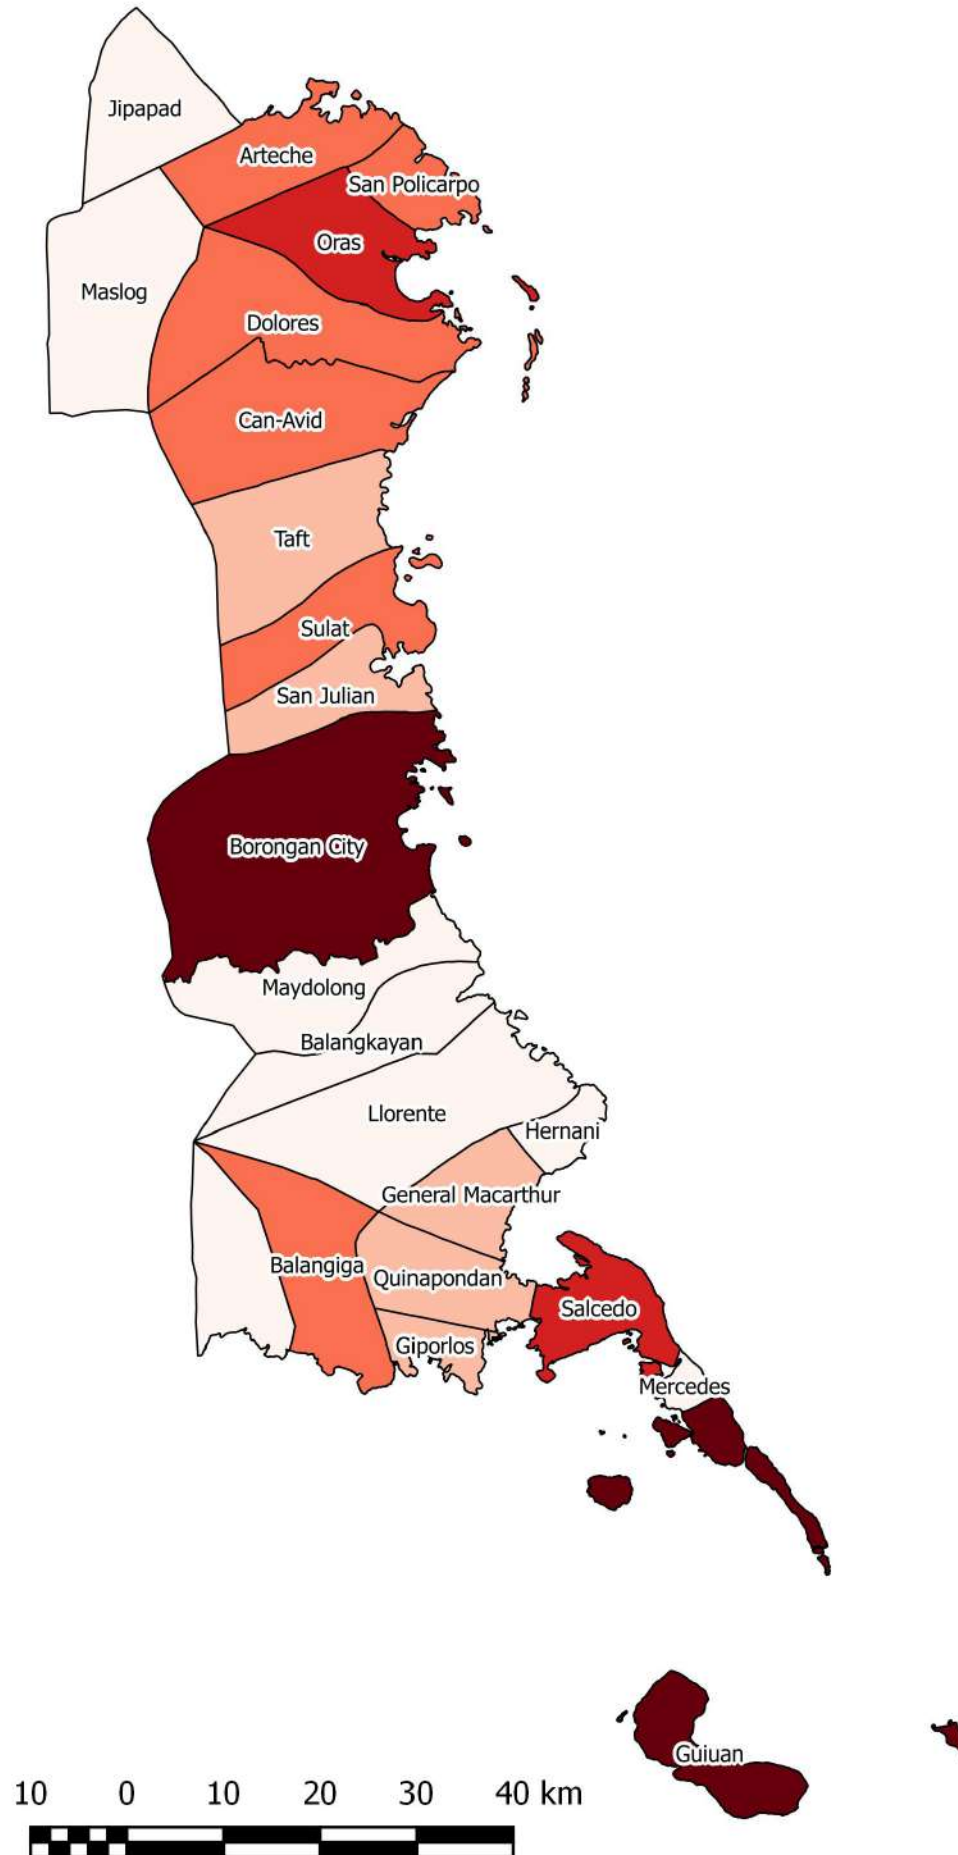 Jipapad
Arteche
San Policarpo
Oras
Maslog
Dolores
Can-Avid
Taft
Sulat
San Julian
Borongan City
Maydolong
Balangkayan
Llorente
Hernani
General Macarthur
Balangiga
Quinapondan
Salcedo
Giporlos
Mercedes
Guiuan
10 0 10 20 30 40 km